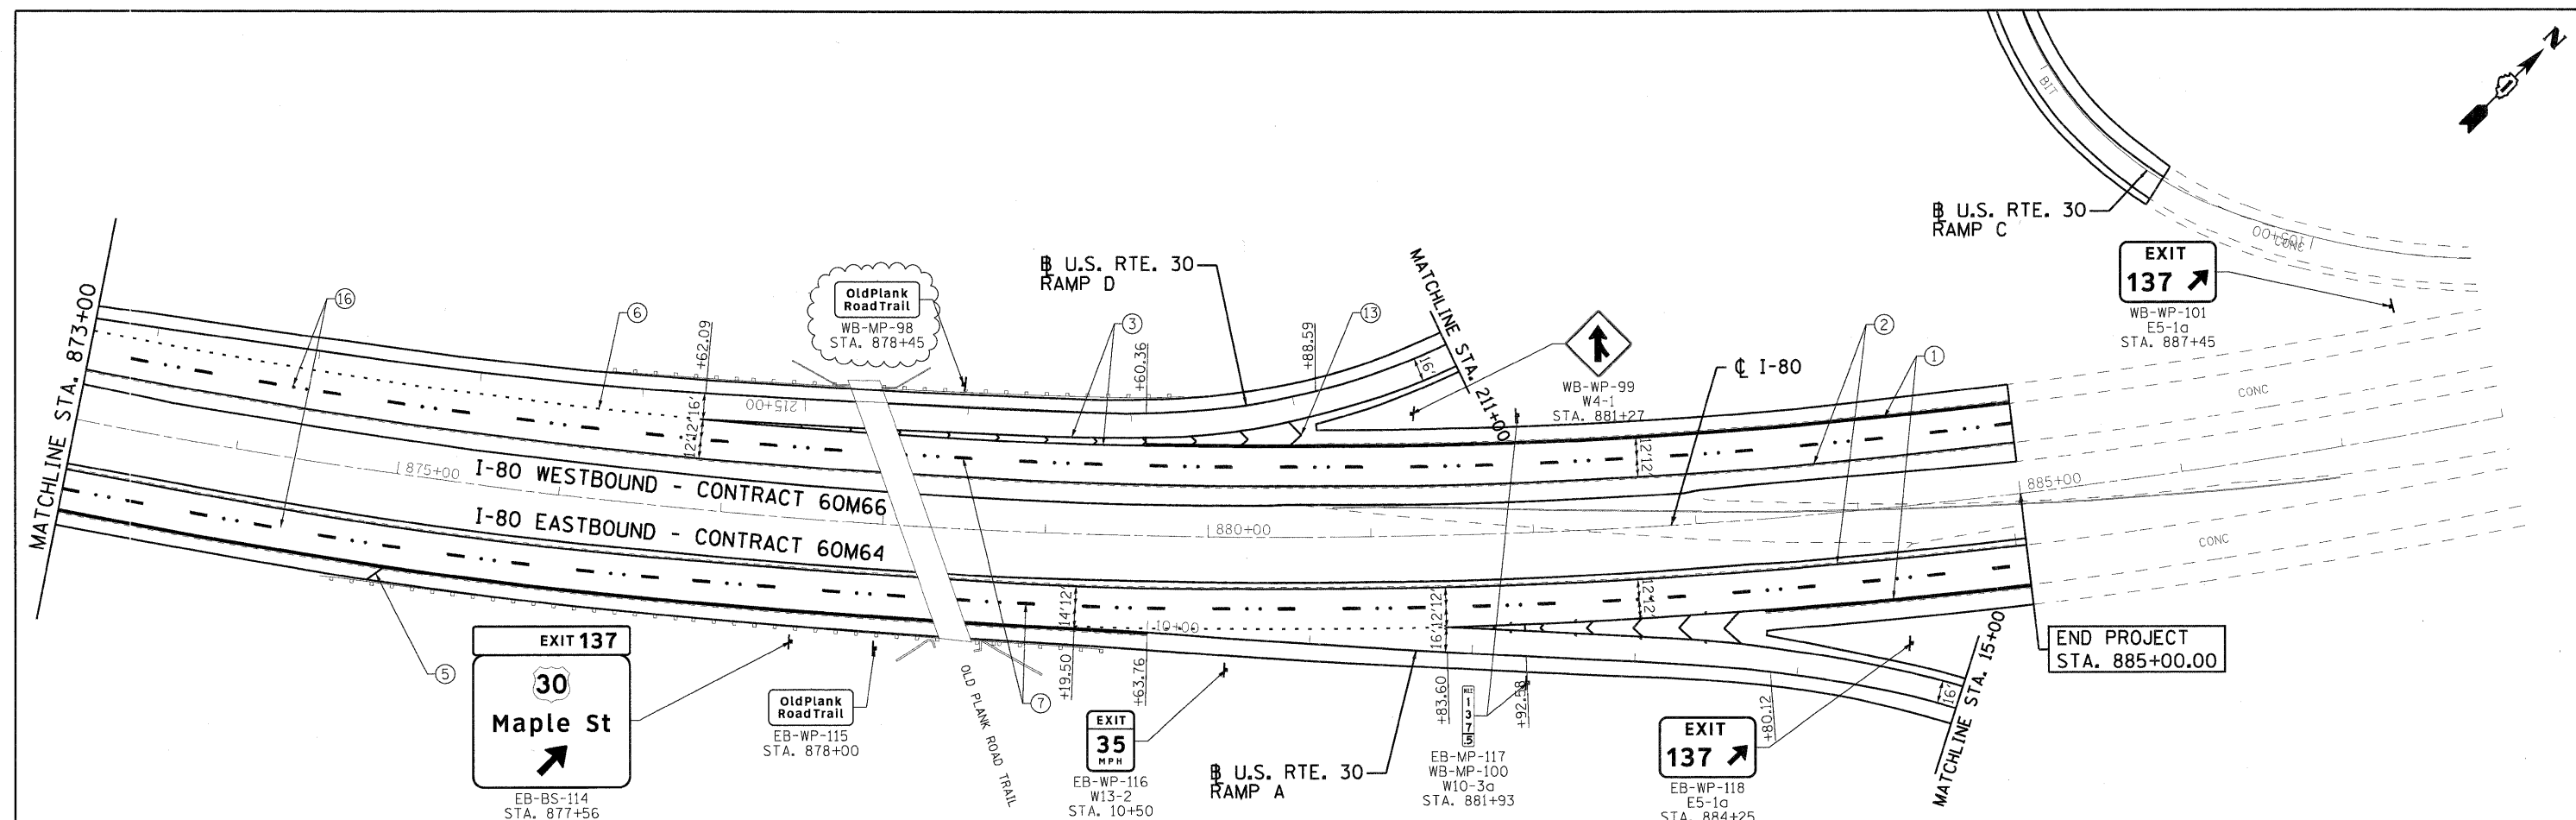 N
BIT
℄ U.S. RTE. 30
RAMP C
105+00
EXIT
137
WB-WP-101
E5-1a
STA. 887+45
MATCHLINE STA. 873+00
16
6
+62.09
OldPlank
RoadTrail
WB-MP-98
STA. 878+45
B U.S. RTE. 30
RAMP D
3
+60.36
+88.59
13
MATCHLINE STA. 211+00
16'
WB-WP-99
W4-1
STA. 881+27
℄ I-80
2
1
CONC
215+00
12'12'16'
12'12'
875+00
I-80 WESTBOUND - CONTRACT 60M66
I-80 EASTBOUND - CONTRACT 60M64
880+00
885+00
CONC
14'12'
10+00
16'12'12'
12'12'
5
EXIT 137
30
Maple St
EB-BS-114
STA. 877+56
OldPlank
RoadTrail
EB-WP-115
STA. 878+00
OLD PLANK ROAD TRAIL
7
+19.50
+63.76
EXIT
35
MPH
EB-WP-116
W13-2
STA. 10+50
B U.S. RTE. 30
RAMP A
+83.60
MILE
1
3
7
.5
+92.58
EB-MP-117
WB-MP-100
W10-3a
STA. 881+93
EXIT
137
EB-WP-118
E5-1a
STA. 884+25
+80.12
16'
MATCHLINE STA. 15+00
END PROJECT
STA. 885+00.00